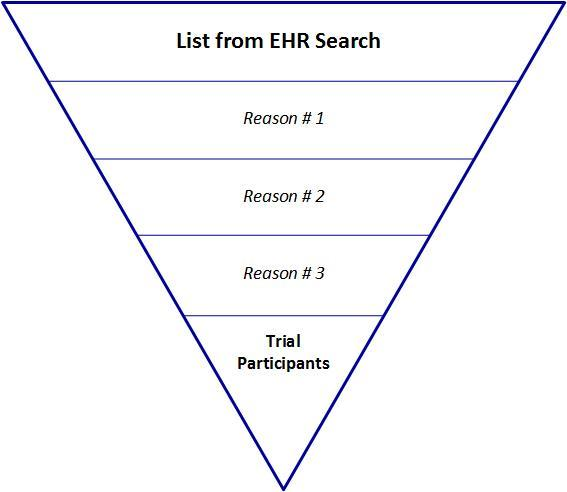 List from EHR Search
Reason # 1
Reason # 2
Reason # 3
Trial
Participants